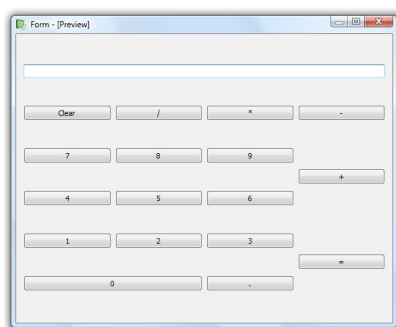 Form - [Preview]
Clear / * -
7 8 9
+
4 5 6
1 2 3
=
0 .